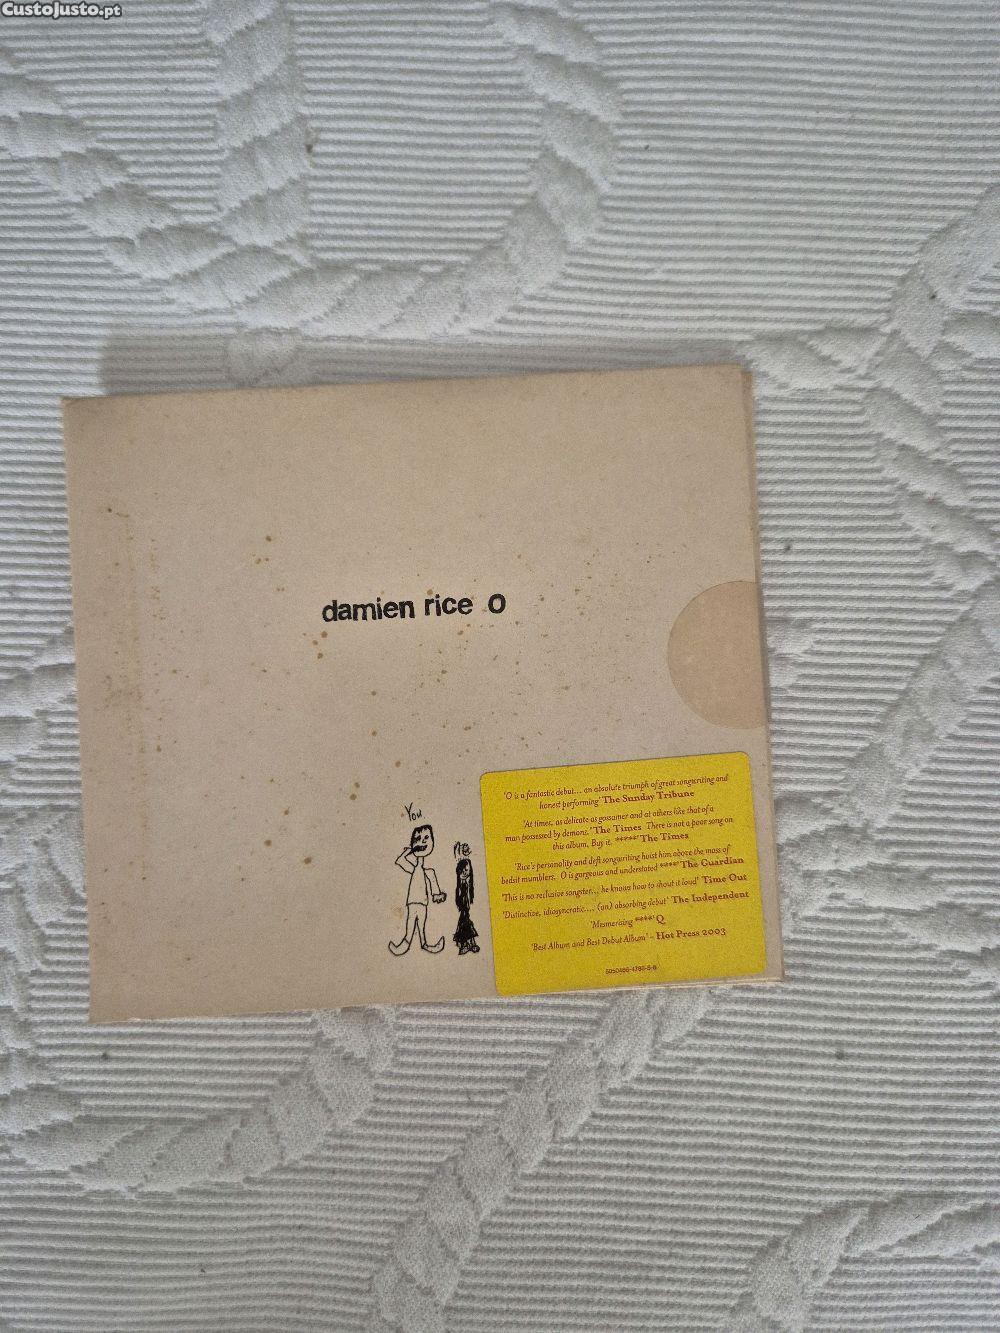 CustoJusto.pt
damien rice O
You
me
'O is a fantastic debut... an absolute triumph of great songwriting and
honest performing' The Sunday Tribune
'At times, as delicate as gossamer and at others like that of a
man possessed by demons.' The Times There is not a poor song on
this album. Buy it. *****' The Times
'Rice's personality and deft songwriting hoist him above the mass of
bedsit mumblers. O is gorgeous and understated ****' The Guardian
'This is no reclusive songster... he knows how to shout it loud' Time Out
'Distinctive, idiosyncratic.... (an) absorbing debut' The Independent
'Mesmerising ****' Q
'Best Album and Best Debut Album' - Hot Press 2003
5050466-4788-5-8